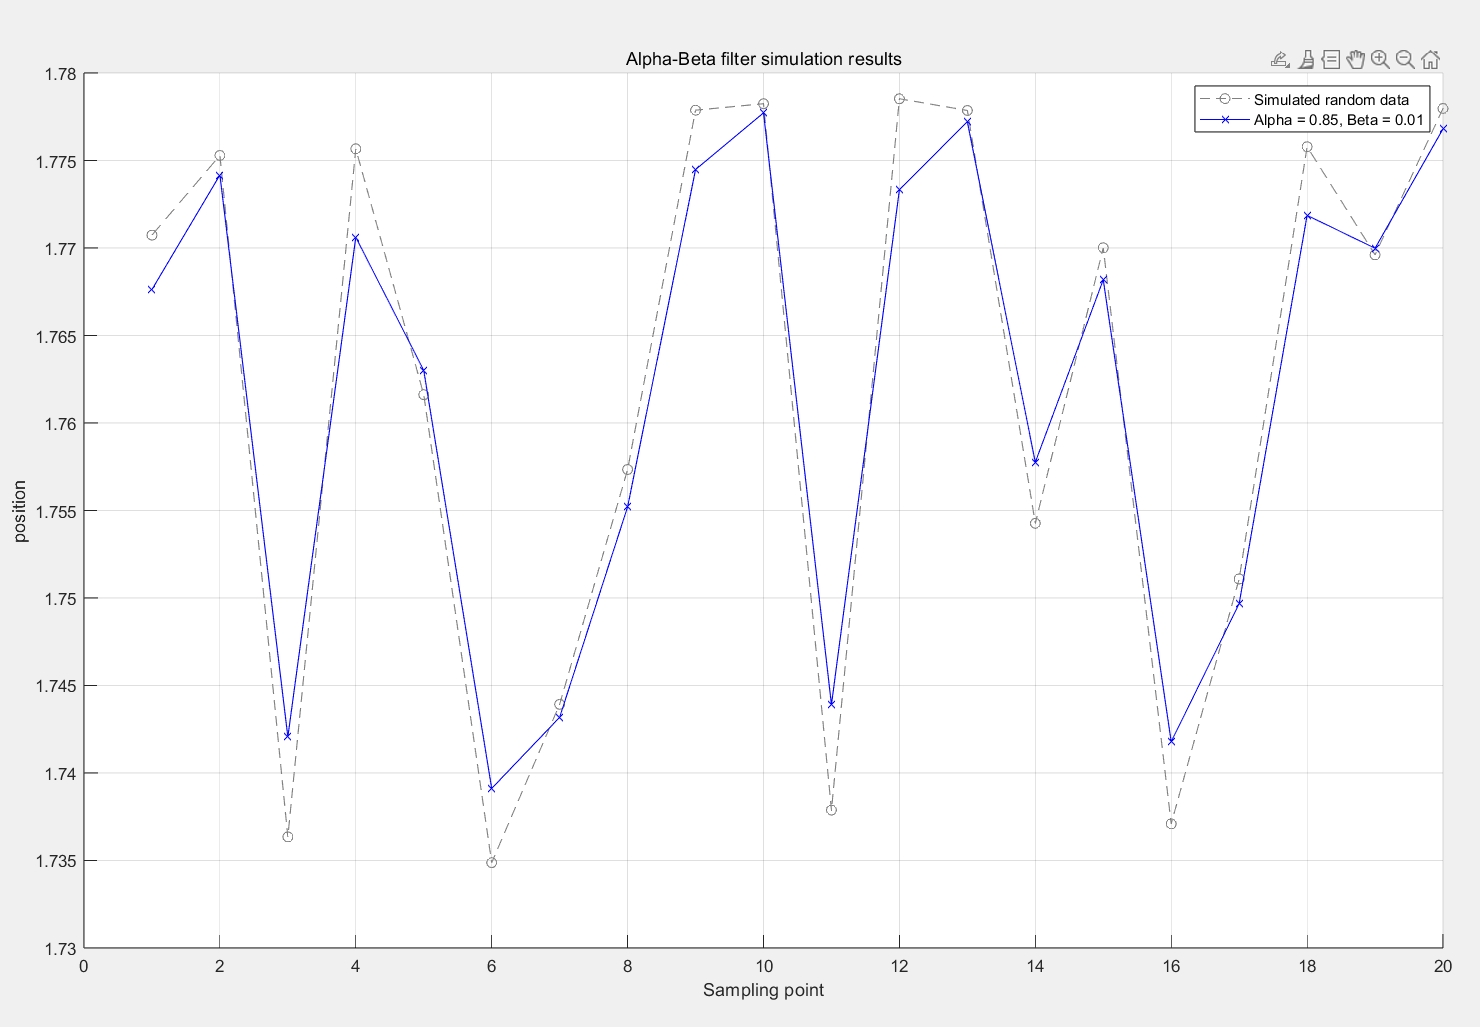 Alpha-Beta filter simulation results
Simulated random data
Alpha = 0.85, Beta = 0.01
1.78
1.775
1.77
1.765
1.76
1.755
1.75
1.745
1.74
1.735
1.73
position
0 2 4 6 8 10 12 14 16 18 20
Sampling point